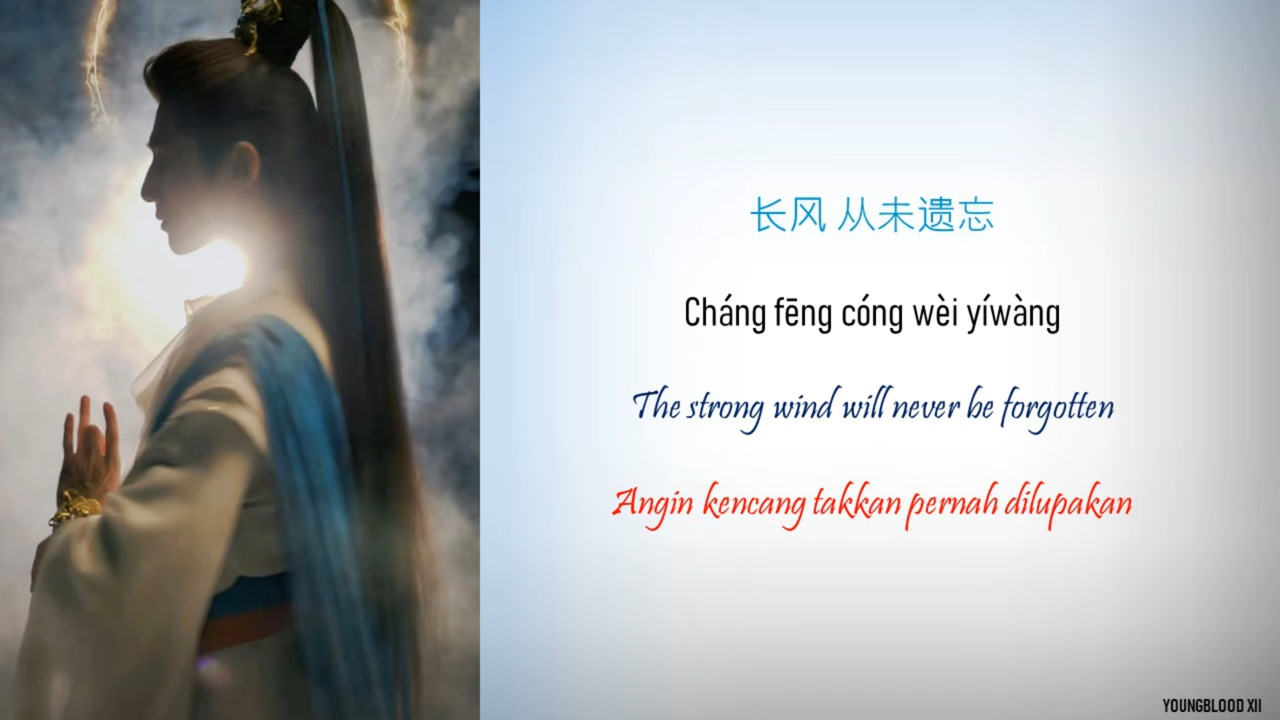 长风 从未遗忘
Cháng fēng cóng wèi yíwàng
The strong wind will never be forgotten
Angin kencang takkan pernah dilupakan
YOUNGBLOOD XII